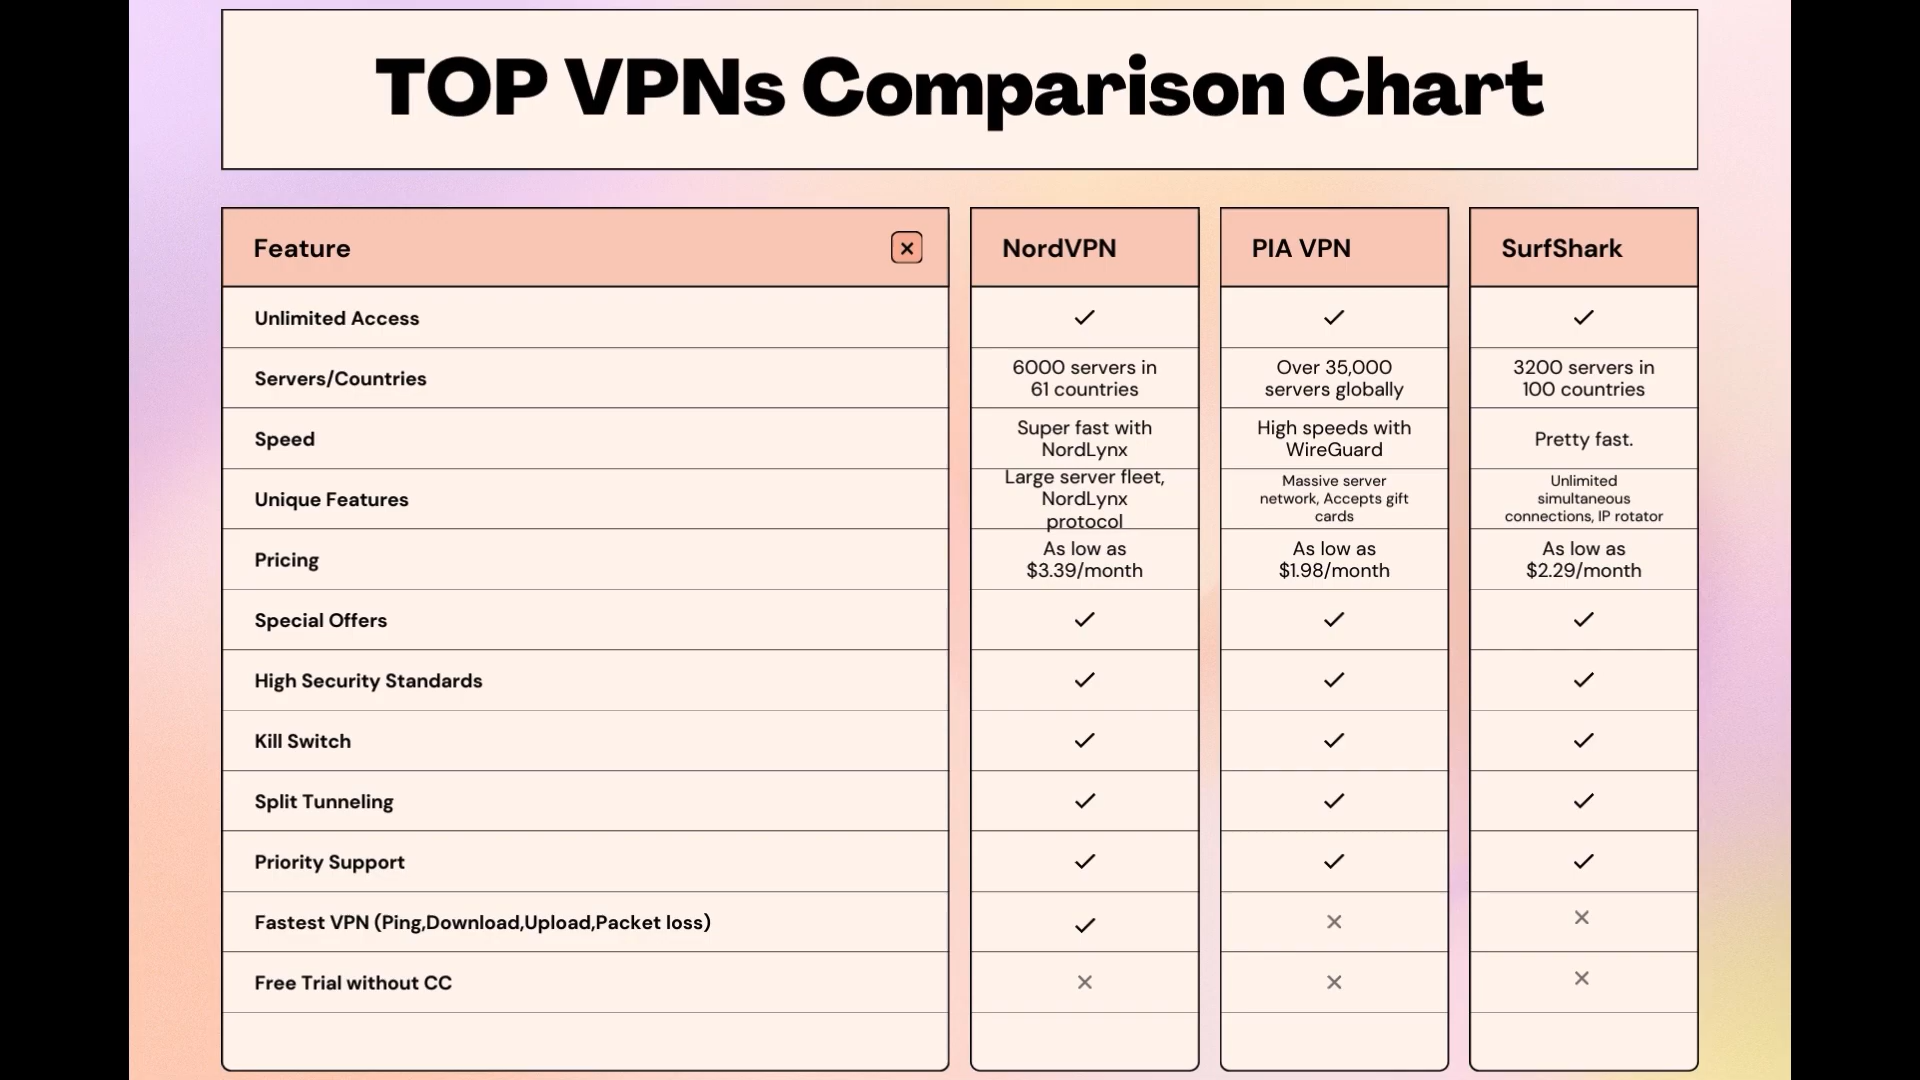 TOP VPNs Comparison Chart
Feature
NordVPN
PIA VPN
SurfShark
Unlimited Access
✓
✓
✓
Servers/Countries
6000 servers in
61 countries
Over 35,000
servers globally
3200 servers in
100 countries
Speed
Super fast with
NordLynx
High speeds with
WireGuard
Pretty fast.
Unique Features
Large server fleet,
NordLynx
protocol
Massive server
network, Accepts gift
cards
Unlimited
simultaneous
connections, IP rotator
Pricing
As low as
$3.39/month
As low as
$1.98/month
As low as
$2.29/month
Special Offers
✓
✓
✓
High Security Standards
✓
✓
✓
Kill Switch
✓
✓
✓
Split Tunneling
✓
✓
✓
Priority Support
✓
✓
✓
Fastest VPN (Ping,Download,Upload,Packet loss)
✓
✕
✕
Free Trial without CC
✕
✕
✕